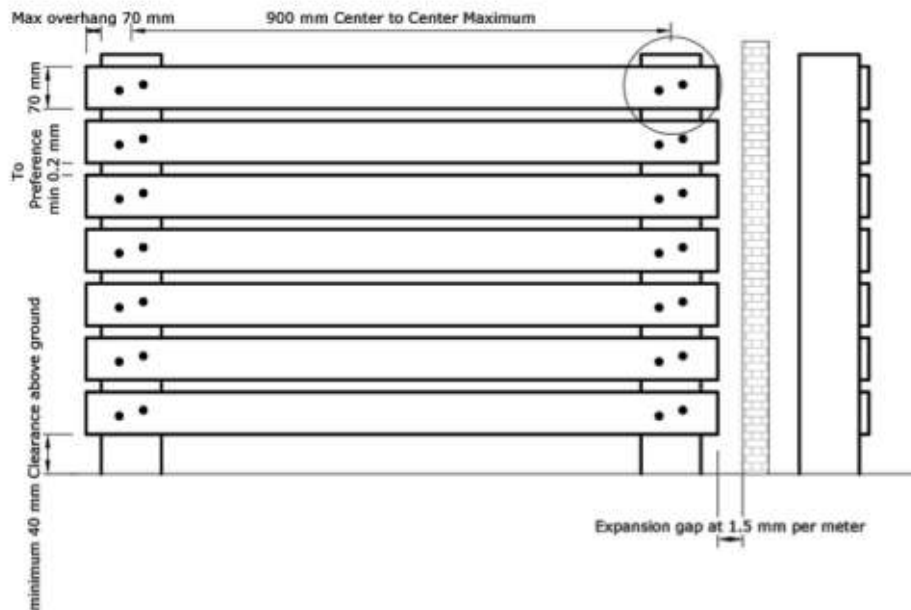 Max overhang 70 mm
900 mm Center to Center Maximum
70 mm
To
Preference
min 0.2 mm
minimum 40 mm Clearance above ground
Expansion gap at 1.5 mm per meter